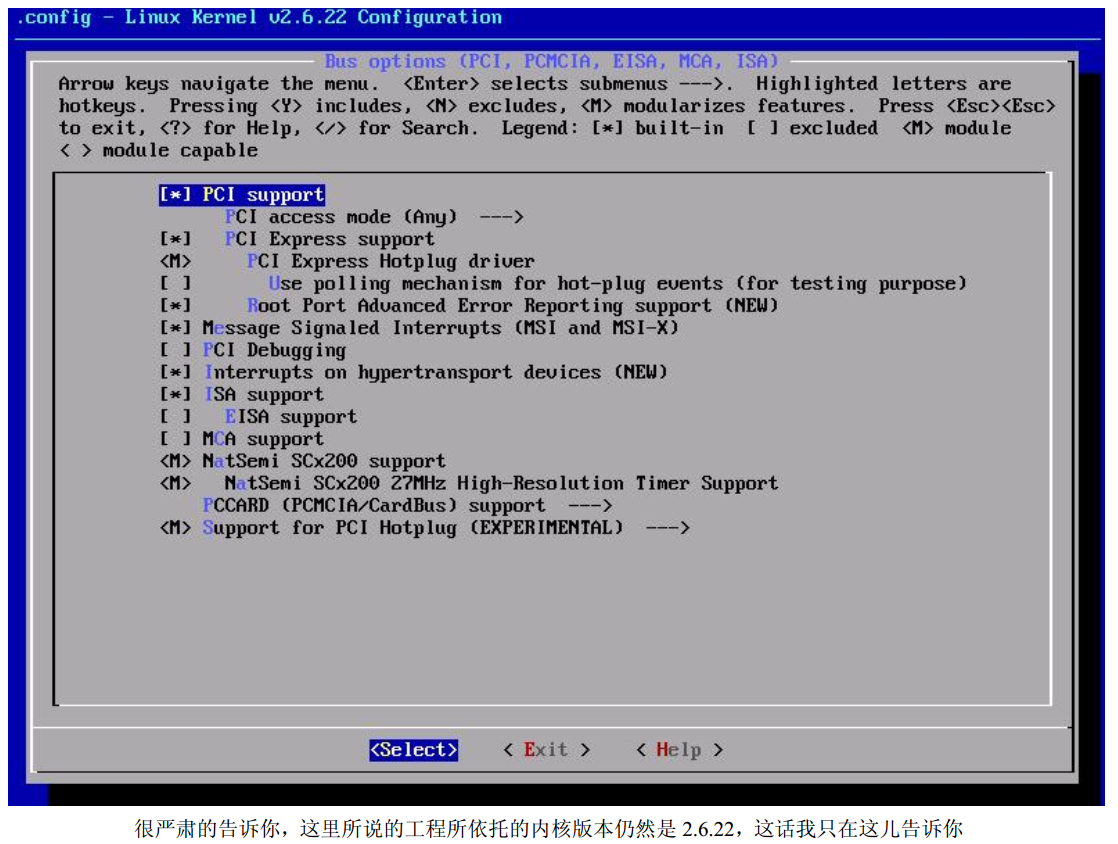 .config - Linux Kernel v2.6.22 Configuration
Bus options (PCI, PCMCIA, EISA, MCA, ISA)
Arrow keys navigate the menu.  <Enter> selects submenus --->.  Highlighted letters are
hotkeys.  Pressing <Y> includes, <N> excludes, <M> modularizes features.  Press <Esc><Esc>
to exit, <?> for Help, </> for Search.  Legend: [*] built-in  [ ] excluded  <M> module
< > module capable
[*] PCI support
PCI access mode (Any)  --->
[*]   PCI Express support
<M>     PCI Express Hotplug driver
[ ]       Use polling mechanism for hot-plug events (for testing purpose)
[*]     Root Port Advanced Error Reporting support (NEW)
[*] Message Signaled Interrupts (MSI and MSI-X)
[ ] PCI Debugging
[*] Interrupts on hypertransport devices (NEW)
[*] ISA support
[ ]   EISA support
[ ] MCA support
<M> NatSemi SCx200 support
<M>   NatSemi SCx200 27MHz High-Resolution Timer Support
PCCARD (PCMCIA/CardBus) support  --->
<M> Support for PCI Hotplug (EXPERIMENTAL)  --->
<Select>    < Exit >    < Help >
很严肃的告诉你，这里所说的工程所依托的内核版本仍然是 2.6.22，这话我只在这儿告诉你